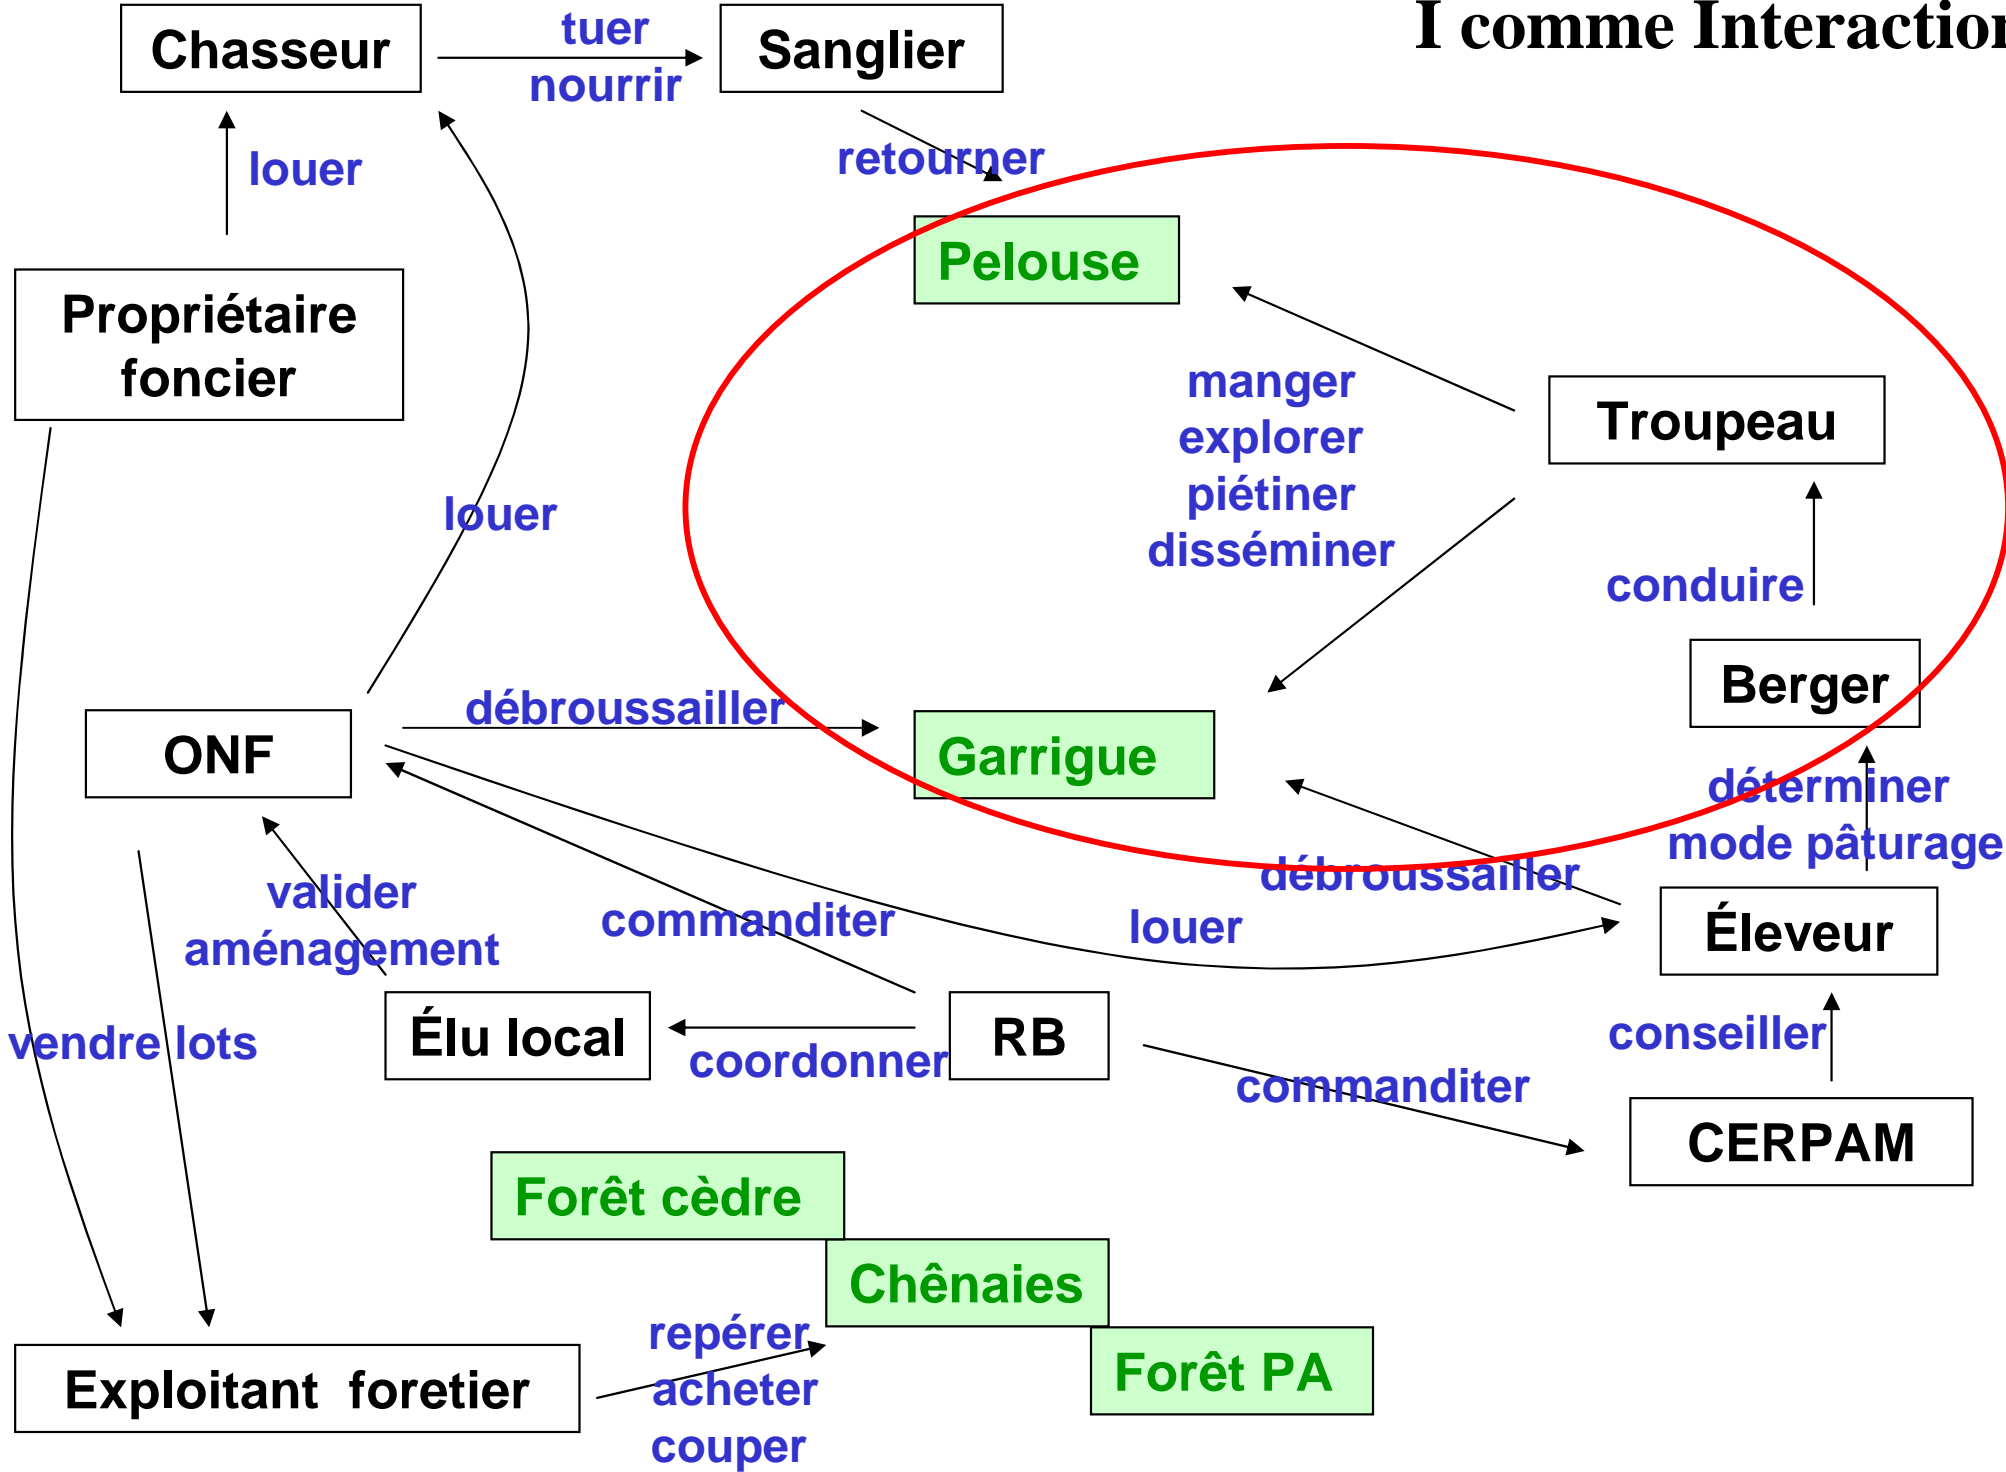 I comme Interaction
Chasseur
tuer
nourrir
Sanglier
louer
retourner
Pelouse
Propriétaire
foncier
manger
explorer
piétiner
disséminer
Troupeau
louer
conduire
Berger
débroussailler
ONF
Garrigue
déterminer
mode pâturage
débroussailler
valider
aménagement
commanditer
louer
Éleveur
vendre lots
Élu local
coordonner
RB
conseiller
commanditer
CERPAM
Forêt cèdre
Chênaies
Forêt PA
Exploitant foretier
repérer
acheter
couper